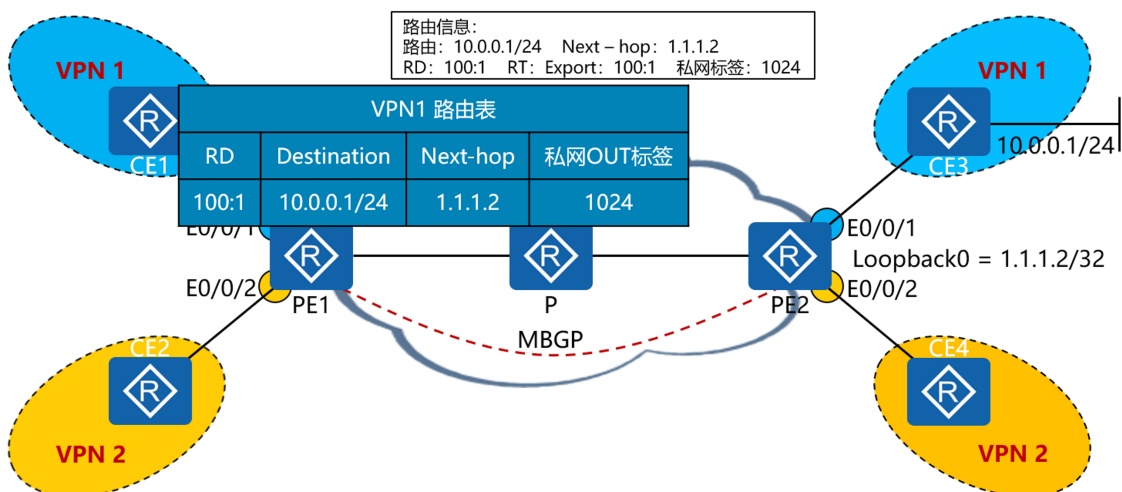 路由信息：
路由：10.0.0.1/24 Next – hop：1.1.1.2
RD：100:1 RT：Export：100:1 私网标签：1024
VPN 1
R
CE1
VPN1 路由表
RD Destination Next-hop 私网OUT标签
100:1 10.0.0.1/24 1.1.1.2 1024
VPN 1
R
CE3
10.0.0.1/24
E0/0/1
R
R
R
E0/0/1
Loopback0 = 1.1.1.2/32
E0/0/2
PE1
P
PE2
E0/0/2
MBGP
CE2
R
VPN 2
CE4
R
VPN 2